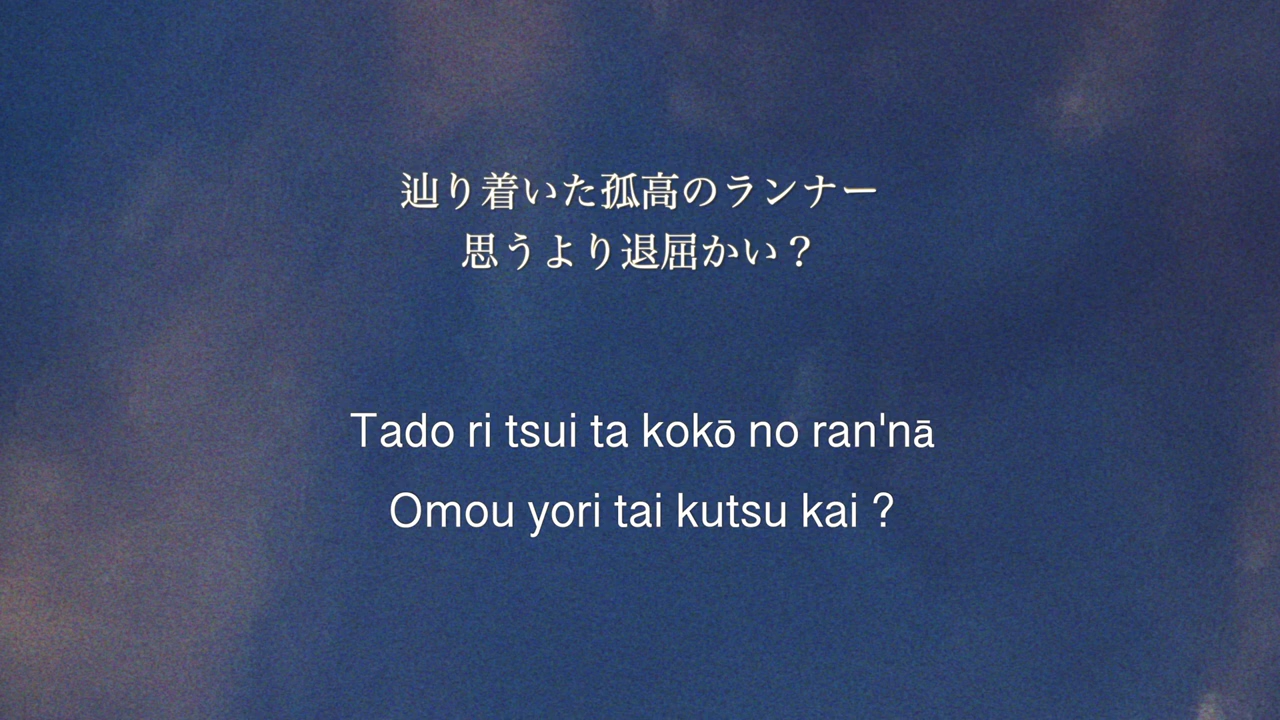 辿り着いた孤高のランナー
思うより退屈かい？
Tado ri tsui ta kokō no ran'nā
Omou yori tai kutsu kai ?